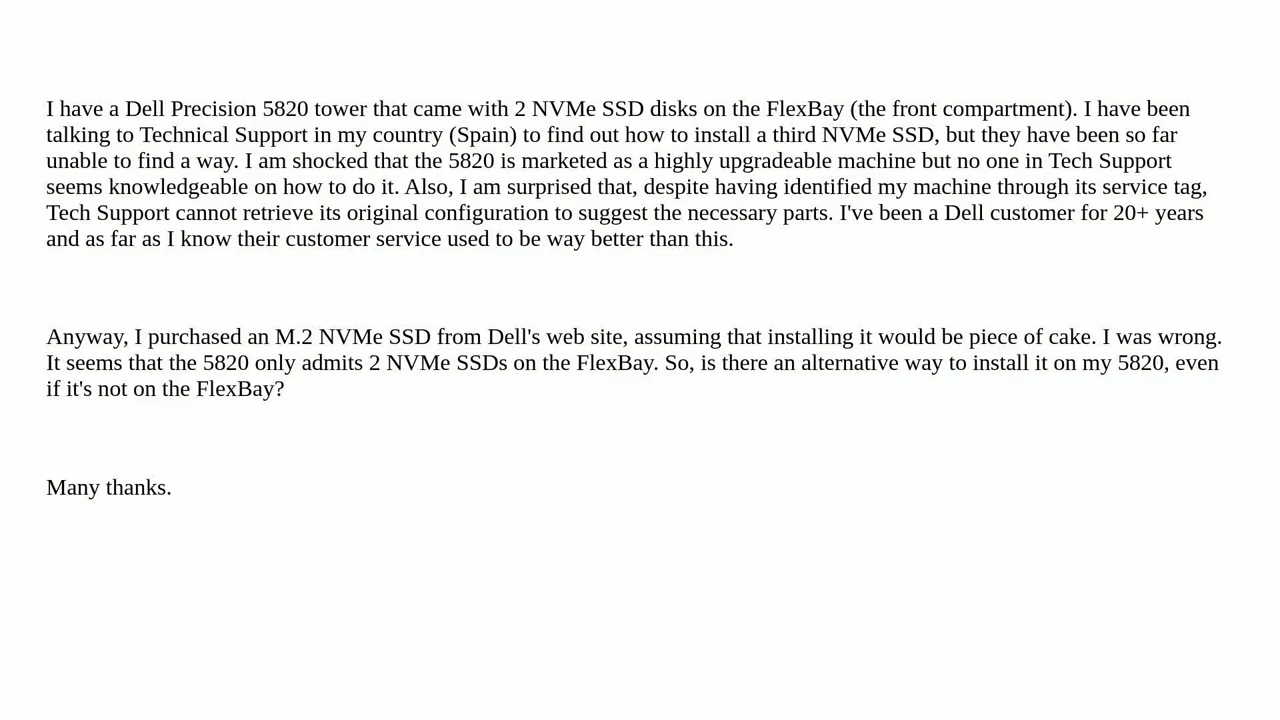 I have a Dell Precision 5820 tower that came with 2 NVMe SSD disks on the FlexBay (the front compartment). I have been
talking to Technical Support in my country (Spain) to find out how to install a third NVMe SSD, but they have been so far
unable to find a way. I am shocked that the 5820 is marketed as a highly upgradeable machine but no one in Tech Support
seems knowledgeable on how to do it. Also, I am surprised that, despite having identified my machine through its service tag,
Tech Support cannot retrieve its original configuration to suggest the necessary parts. I've been a Dell customer for 20+ years
and as far as I know their customer service used to be way better than this.
Anyway, I purchased an M.2 NVMe SSD from Dell's web site, assuming that installing it would be piece of cake. I was wrong.
It seems that the 5820 only admits 2 NVMe SSDs on the FlexBay. So, is there an alternative way to install it on my 5820, even
if it's not on the FlexBay?
Many thanks.